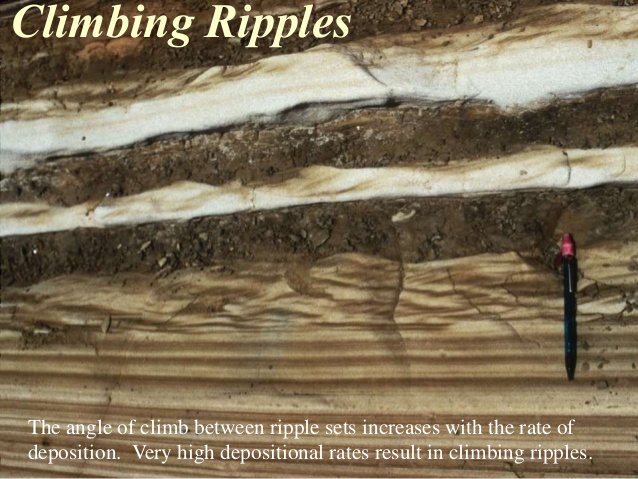 Climbing Ripples
The angle of climb between ripple sets increases with the rate of
deposition.  Very high depositional rates result in climbing ripples.